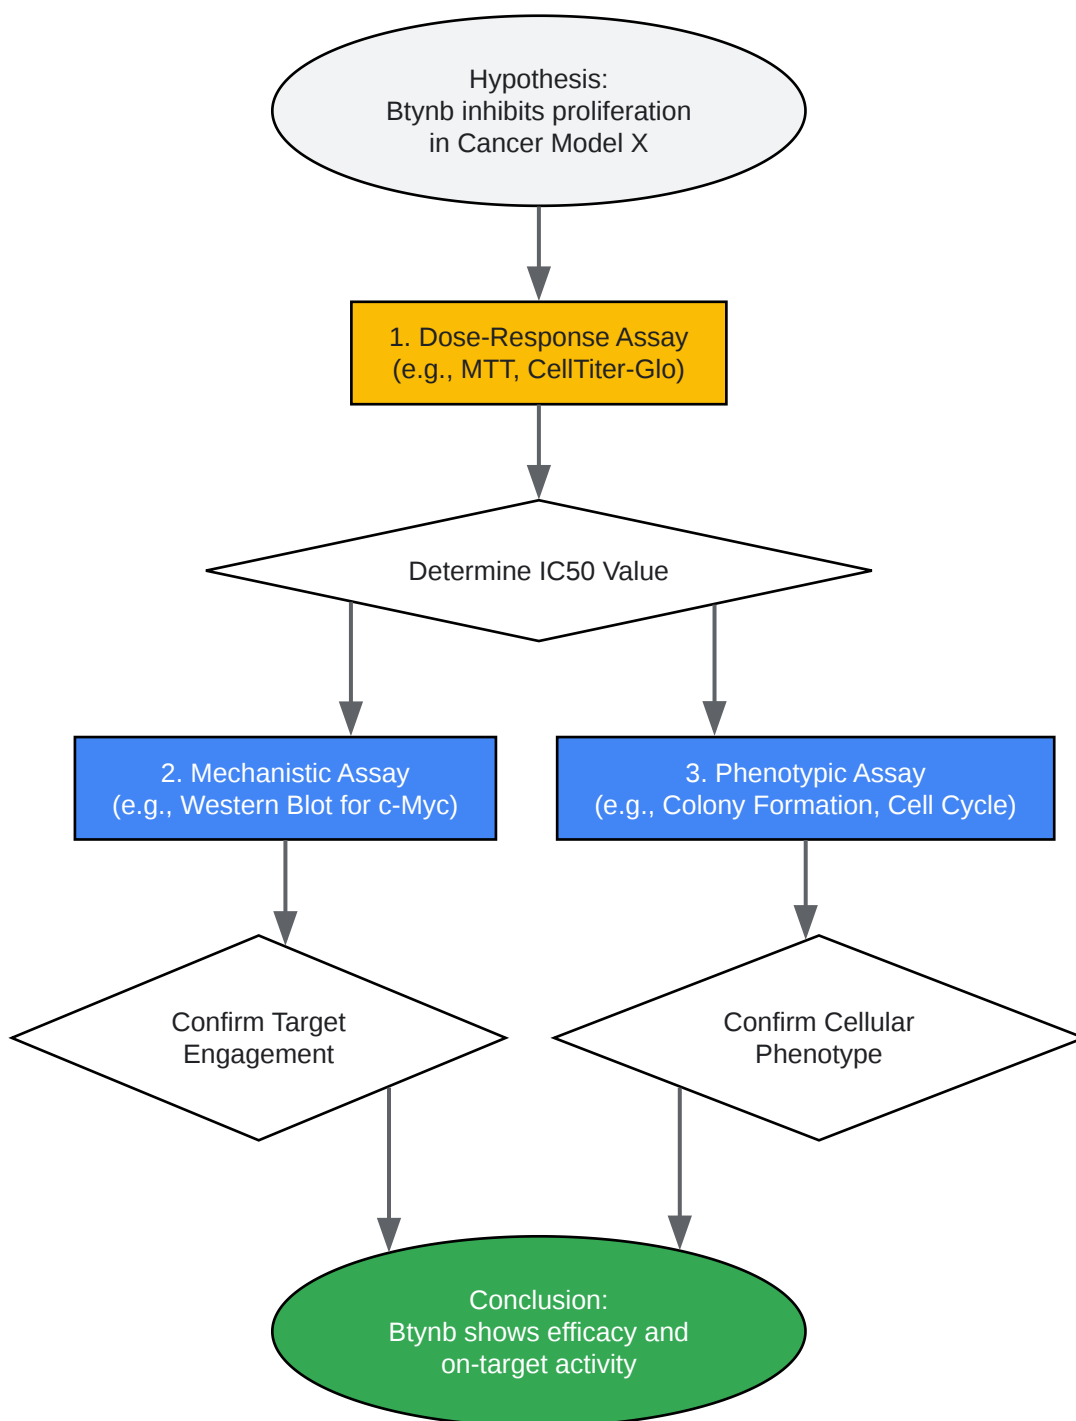 Hypothesis:
Btynb inhibits proliferation
in Cancer Model X
1. Dose-Response Assay
(e.g., MTT, CellTiter-Glo)
Determine IC50 Value
2. Mechanistic Assay
(e.g., Western Blot for c-Myc)
3. Phenotypic Assay
(e.g., Colony Formation, Cell Cycle)
Confirm Target
Engagement
Confirm Cellular
Phenotype
Conclusion:
Btynb shows efficacy and
on-target activity